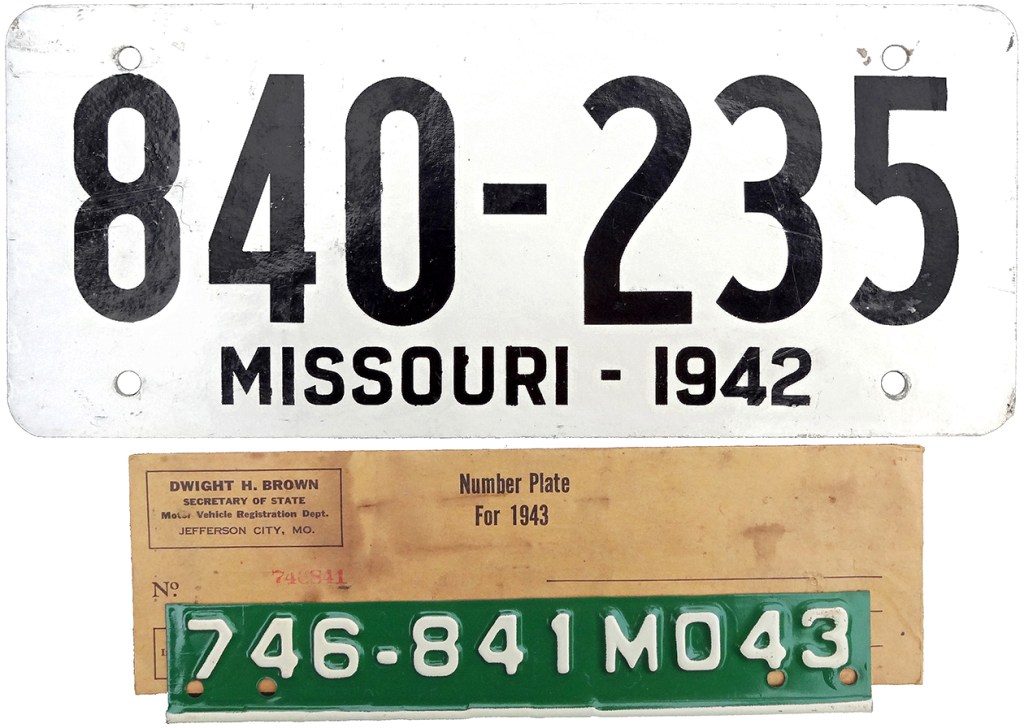 840-235
MISSOURI - 1942
DWIGHT H. BROWN
SECRETARY OF STATE
Motor Vehicle Registration Dept.
JEFFERSON CITY, MO.
Number Plate
For 1943
Nº 746841
746-841MO43